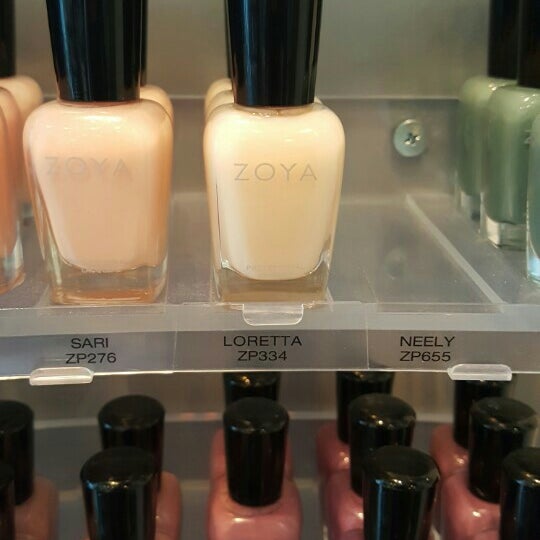 ZOYA
ZOYA
SARI
ZP276
LORETTA
ZP334
NEELY
ZP655